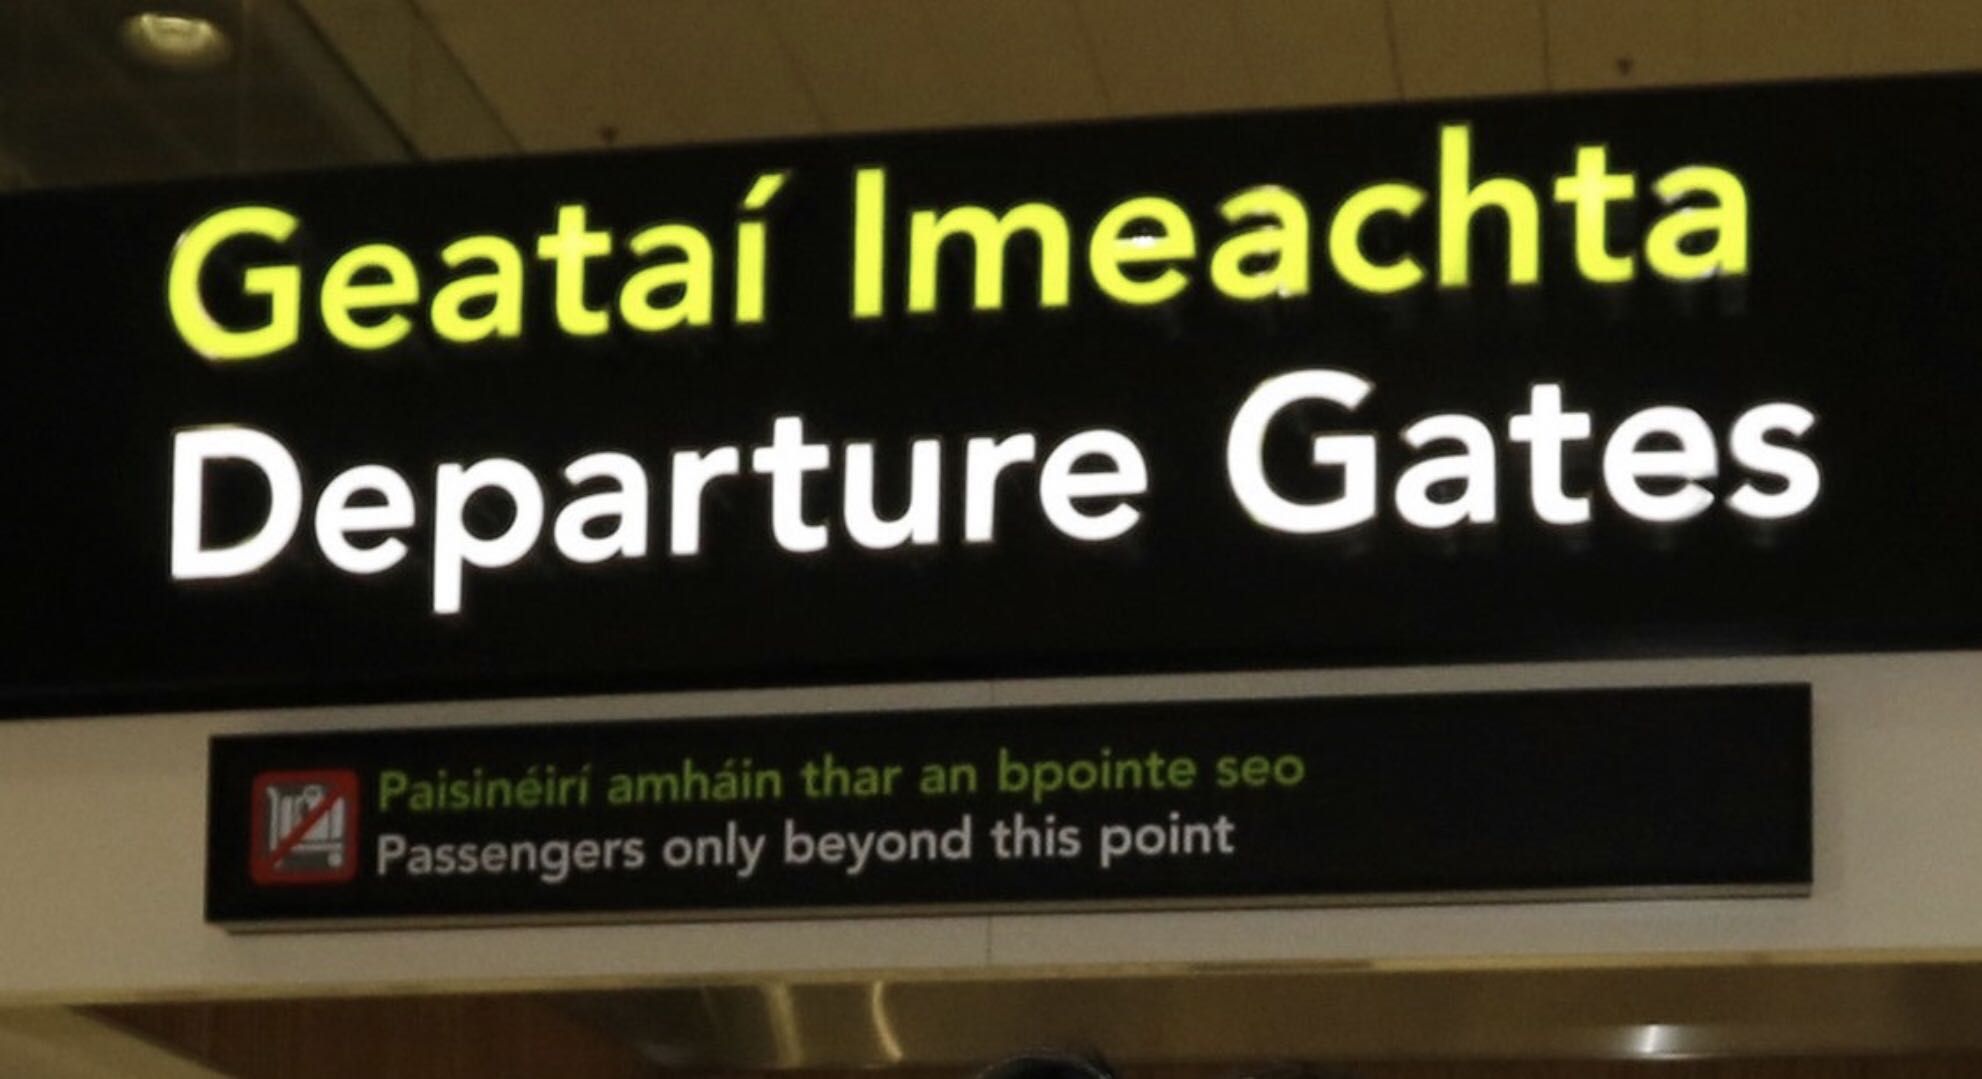 Geataí Imeachta
Departure Gates
Paisinéirí amháin thar an bpointe seo
Passengers only beyond this point